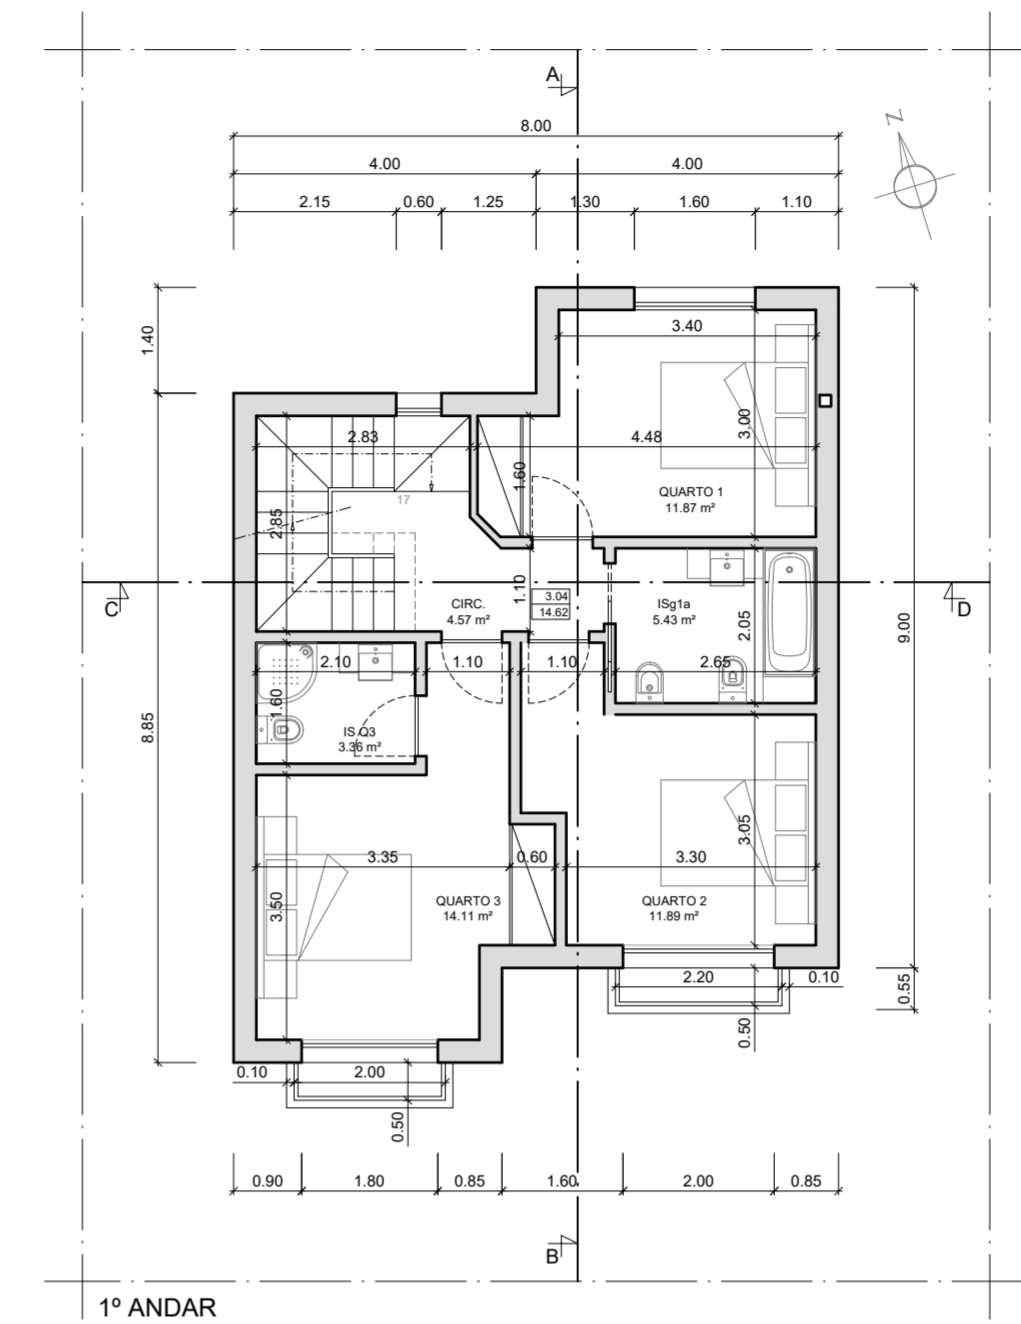 A
N
8.00
4.00
4.00
2.15
0.60
1.25
1.30
1.60
1.10
1.40
3.40
2.83
4.48
3.00
1.60
QUARTO 1
11.87 m²
17
2.85
1.10
3.04
14.62
CIRC.
4.57 m²
ISg1a
5.43 m²
2.05
C
D
9.00
2.10
1.10
1.10
2.65
1.60
IS Q3
3.36 m²
8.85
3.05
3.35
0.60
3.30
3.50
QUARTO 3
14.11 m²
QUARTO 2
11.89 m²
2.20
0.10
0.55
0.50
0.10
2.00
0.50
0.90
1.80
0.85
1.60
2.00
0.85
B
1º ANDAR